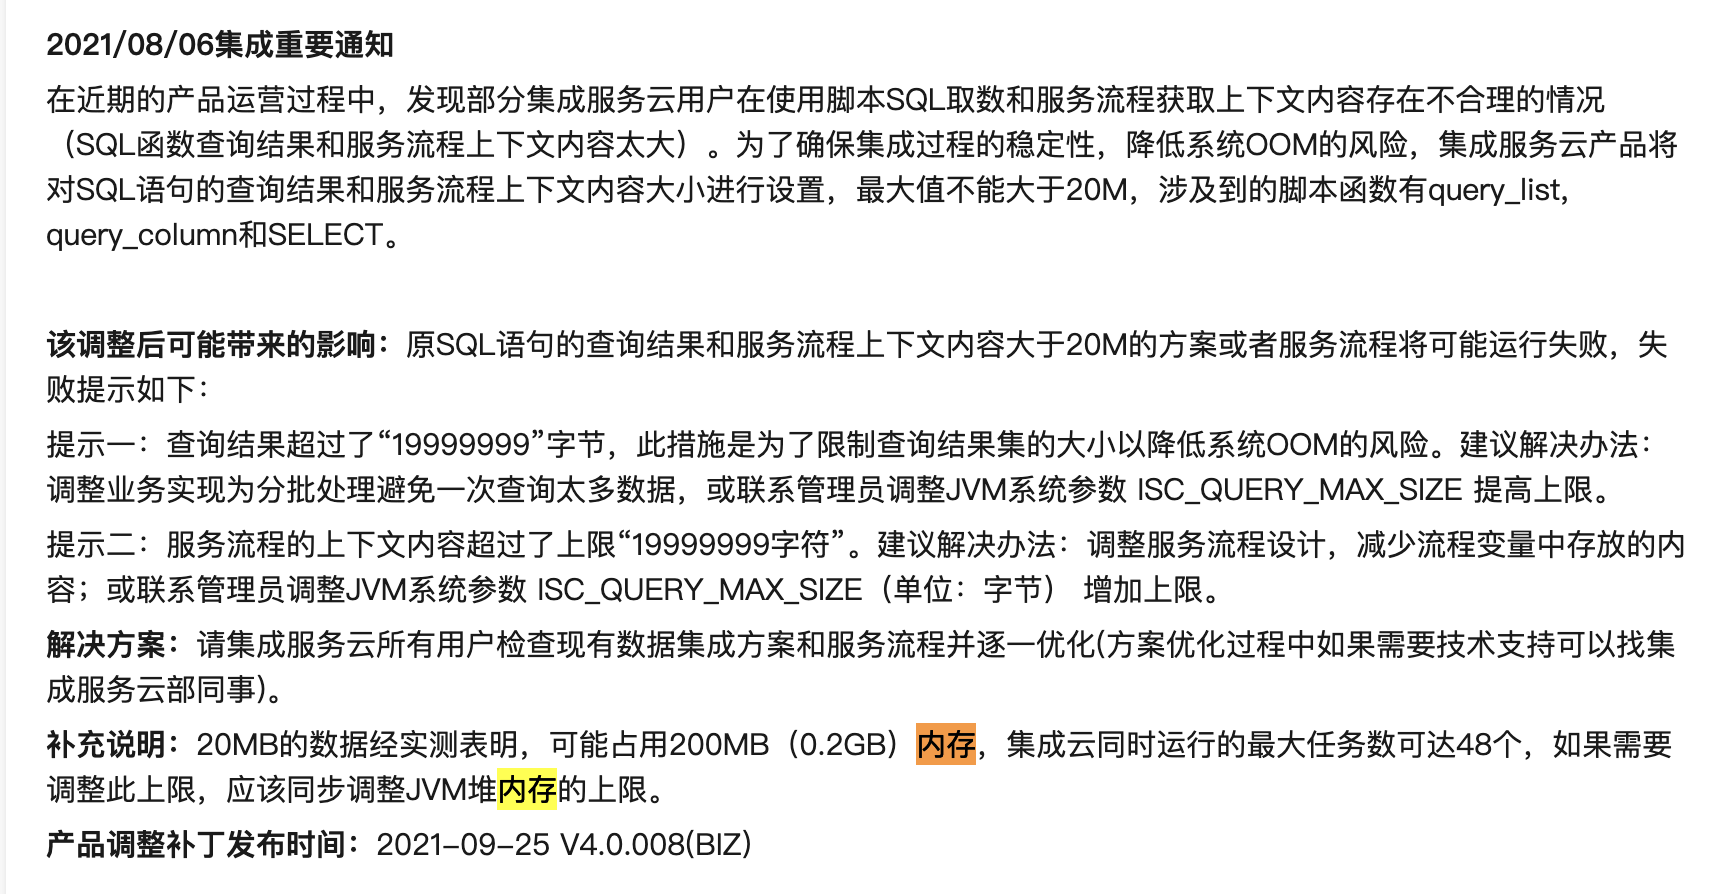 2021/08/06集成重要通知
在近期的产品运营过程中，发现部分集成服务云用户在使用脚本SQL取数和服务流程获取上下文内容存在不合理的情况
（SQL函数查询结果和服务流程上下文内容太大）。为了确保集成过程的稳定性，降低系统OOM的风险，集成服务云产品将
对SQL语句的查询结果和服务流程上下文内容大小进行设置，最大值不能大于20M，涉及到的脚本函数有query_list,
query_column和SELECT。
该调整后可能带来的影响：原SQL语句的查询结果和服务流程上下文内容大于20M的方案或者服务流程将可能运行失败，失
败提示如下：
提示一：查询结果超过了“19999999”字节，此措施是为了限制查询结果集的大小以降低系统OOM的风险。建议解决办法：
调整业务实现为分批处理避免一次查询太多数据，或联系管理员调整JVM系统参数 ISC_QUERY_MAX_SIZE 提高上限。
提示二：服务流程的上下文内容超过了上限“19999999字符”。建议解决办法：调整服务流程设计，减少流程变量中存放的内
容；或联系管理员调整JVM系统参数 ISC_QUERY_MAX_SIZE（单位：字节） 增加上限。
解决方案：请集成服务云所有用户检查现有数据集成方案和服务流程并逐一优化(方案优化过程中如果需要技术支持可以找集
成服务云部同事)。
补充说明：20MB的数据经实测表明，可能占用200MB（0.2GB）内存，集成云同时运行的最大任务数可达48个，如果需要
调整此上限，应该同步调整JVM堆内存的上限。
产品调整补丁发布时间：2021-09-25 V4.0.008(BIZ)